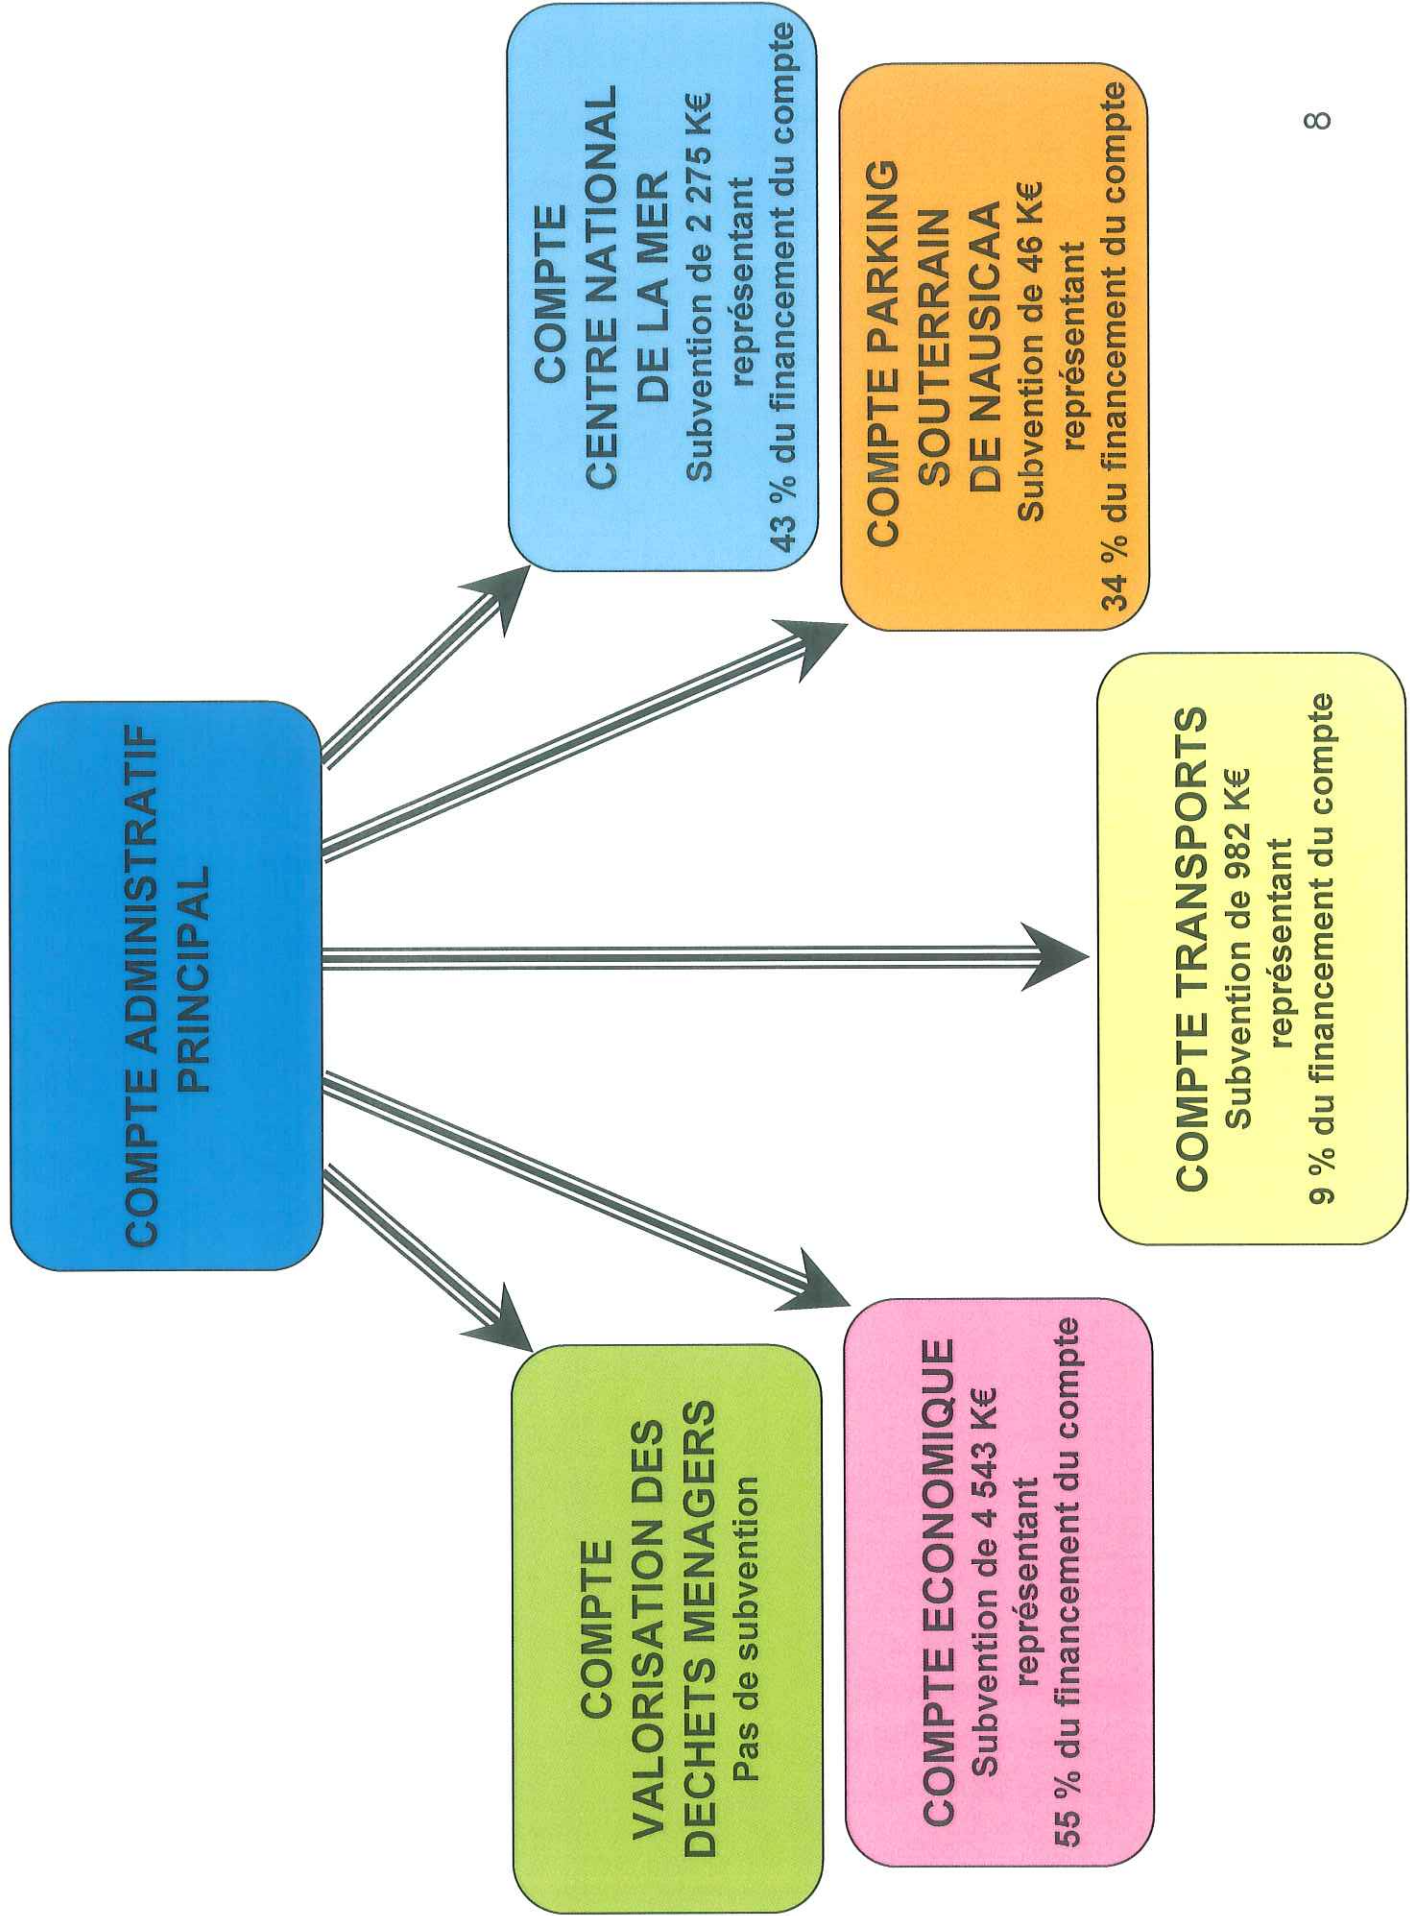 COMPTE ADMINISTRATIF
PRINCIPAL
COMPTE
VALORISATION DES
DECHETS MENAGERS
Pas de subvention
COMPTE
CENTRE NATIONAL
DE LA MER
Subvention de 2 275 K€
représentant
43 % du financement du compte
COMPTE ECONOMIQUE
Subvention de 4 543 K€
représentant
55 % du financement du compte
COMPTE PARKING
SOUTERRAIN
DE NAUSICAA
Subvention de 46 K€
représentant
34 % du financement du compte
COMPTE TRANSPORTS
Subvention de 982 K€
représentant
9 % du financement du compte
8